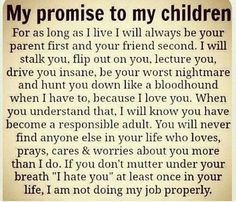 My promise to my children
For as long as I live I will always be your
parent first and your friend second. I will
stalk you, flip out on you, lecture you,
drive you insane, be your worst nightmare
and hunt you down like a bloodhound
when I have to, because I love you. When
you understand that, I will know you have
become a responsible adult. You will never
find anyone else in your life who loves,
prays, cares & worries about you more
than I do. If you don't mutter under your
breath "I hate you" at least once in your
life, I am not doing my job properly.